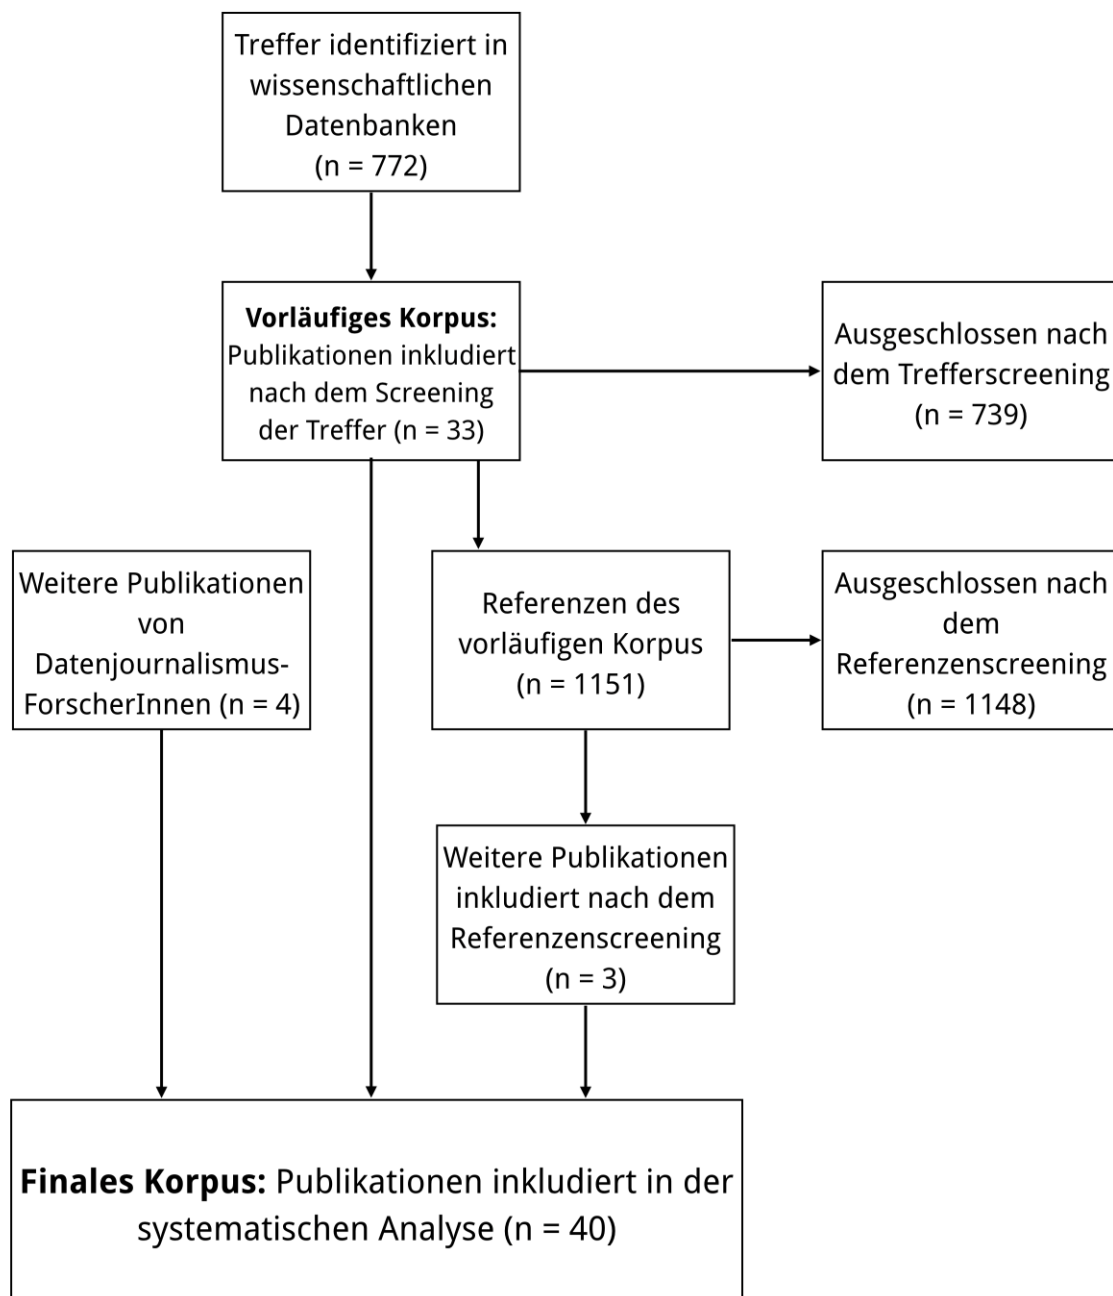 Treffer identifiziert in
wissenschaftlichen
Datenbanken
(n = 772)
Vorläufiges Korpus:
Publikationen inkludiert
nach dem Screening
der Treffer (n = 33)
Ausgeschlossen nach
dem Trefferscreening
(n = 739)
Weitere Publikationen
von
Datenjournalismus-
ForscherInnen (n = 4)
Referenzen des
vorläufigen Korpus
(n = 1151)
Ausgeschlossen nach
dem
Referenzenscreening
(n = 1148)
Weitere Publikationen
inkludiert nach dem
Referenzenscreening
(n = 3)
Finales Korpus: Publikationen inkludiert in der
systematischen Analyse (n = 40)